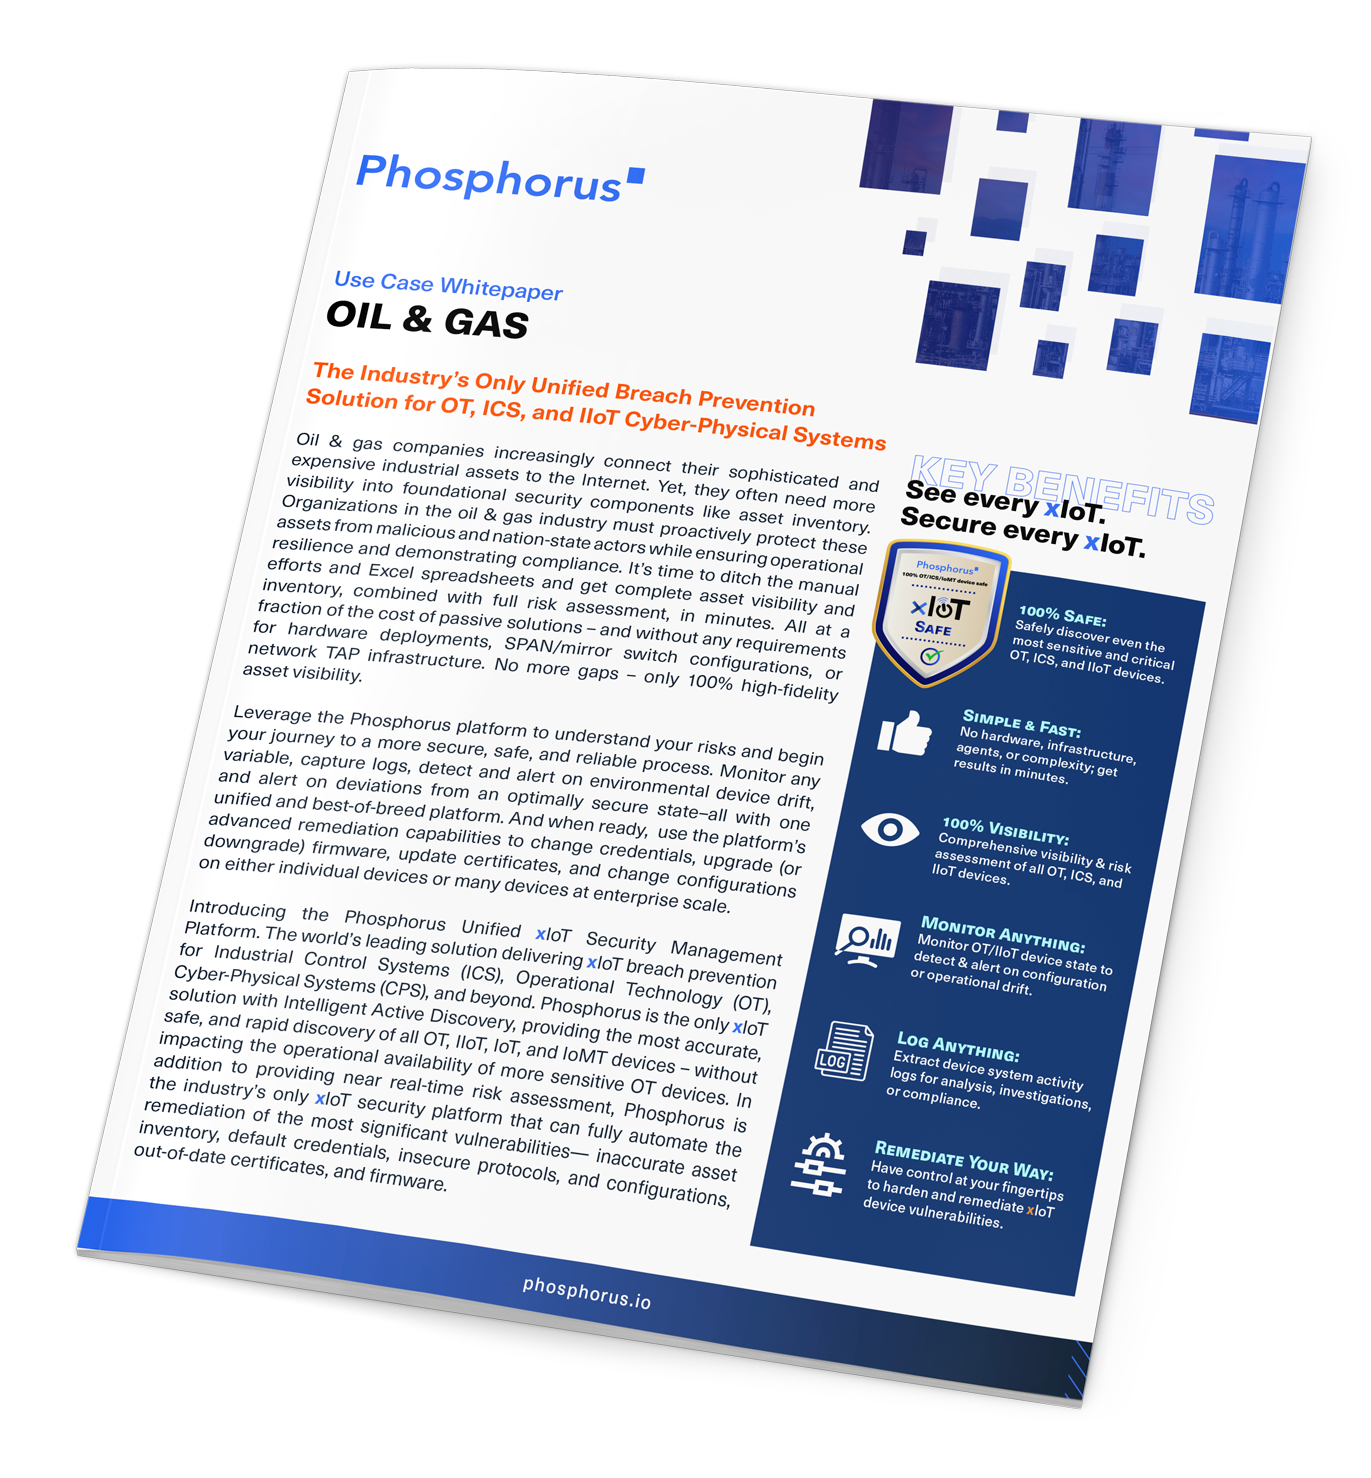 Phosphorus
Use Case Whitepaper
OIL & GAS
The Industry's Only Unified Breach Prevention
Solution for OT, ICS, and IIoT Cyber-Physical Systems
Oil & gas companies increasingly connect their sophisticated and
expensive industrial assets to the Internet. Yet, they often need more
visibility into foundational security components like asset inventory.
Organizations in the oil & gas industry must proactively protect these
assets from malicious and nation-state actors while ensuring operational
resilience and demonstrating compliance. It's time to ditch the manual
efforts and Excel spreadsheets and get complete asset visibility and
inventory, combined with full risk assessment, in minutes. All at a
fraction of the cost of passive solutions – and without any requirements
for hardware deployments, SPAN/mirror switch configurations, or
network TAP infrastructure. No more gaps – only 100% high-fidelity
asset visibility.
Leverage the Phosphorus platform to understand your risks and begin
your journey to a more secure, safe, and reliable process. Monitor any
variable, capture logs, detect and alert on environmental device drift,
and alert on deviations from an optimally secure state–all with one
unified and best-of-breed platform. And when ready, use the platform's
advanced remediation capabilities to change credentials, upgrade (or
downgrade) firmware, update certificates, and change configurations
on either individual devices or many devices at enterprise scale.
Introducing the Phosphorus Unified xIoT Security Management
Platform. The world's leading solution delivering xIoT breach prevention
for Industrial Control Systems (ICS), Operational Technology (OT),
Cyber-Physical Systems (CPS), and beyond. Phosphorus is the only xIoT
solution with Intelligent Active Discovery, providing the most accurate,
safe, and rapid discovery of all OT, IIoT, IoT, and IoMT devices – without
impacting the operational availability of more sensitive OT devices. In
addition to providing near real-time risk assessment, Phosphorus is
the industry's only xIoT security platform that can fully automate the
remediation of the most significant vulnerabilities— inaccurate asset
inventory, default credentials, insecure protocols, and configurations,
out-of-date certificates, and firmware.
KEY BENEFITS
See every xIoT.
Secure every xIoT.
Phosphorus
100% OT/ICS/IoMT device safe
xIoT
SAFE
100% SAFE:
Safely discover even the
most sensitive and critical
OT, ICS, and IIoT devices.
SIMPLE & FAST:
No hardware, infrastructure,
agents, or complexity; get
results in minutes.
100% VISIBILITY:
Comprehensive visibility & risk
assessment of all OT, ICS, and
IIoT devices.
MONITOR ANYTHING:
Monitor OT/IIoT device state to
detect & alert on configuration
or operational drift.
LOG
LOG ANYTHING:
Extract device system activity
logs for analysis, investigations,
or compliance.
REMEDIATE YOUR WAY:
Have control at your fingertips
to harden and remediate xIoT
device vulnerabilities.
phosphorus.io